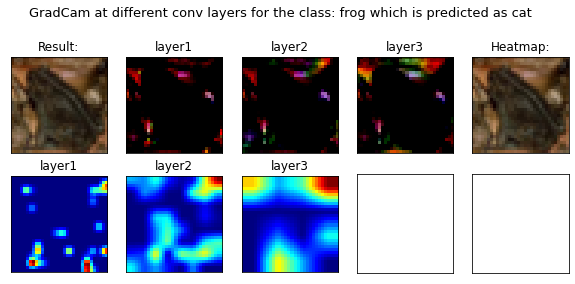 GradCam at different conv layers for the class: frog which is predicted as cat
Result: layer1 layer2 layer3 Heatmap:
layer1 layer2 layer3